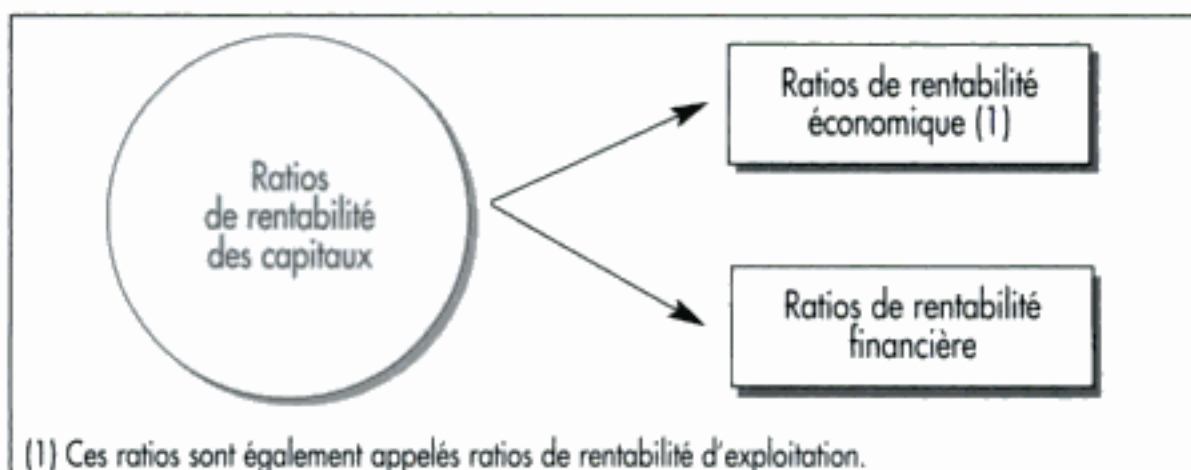 Ratios
de rentabilité
des capitaux
Ratios de rentabilité
économique (1)
Ratios de rentabilité
financière
(1) Ces ratios sont également appelés ratios de rentabilité d'exploitation.